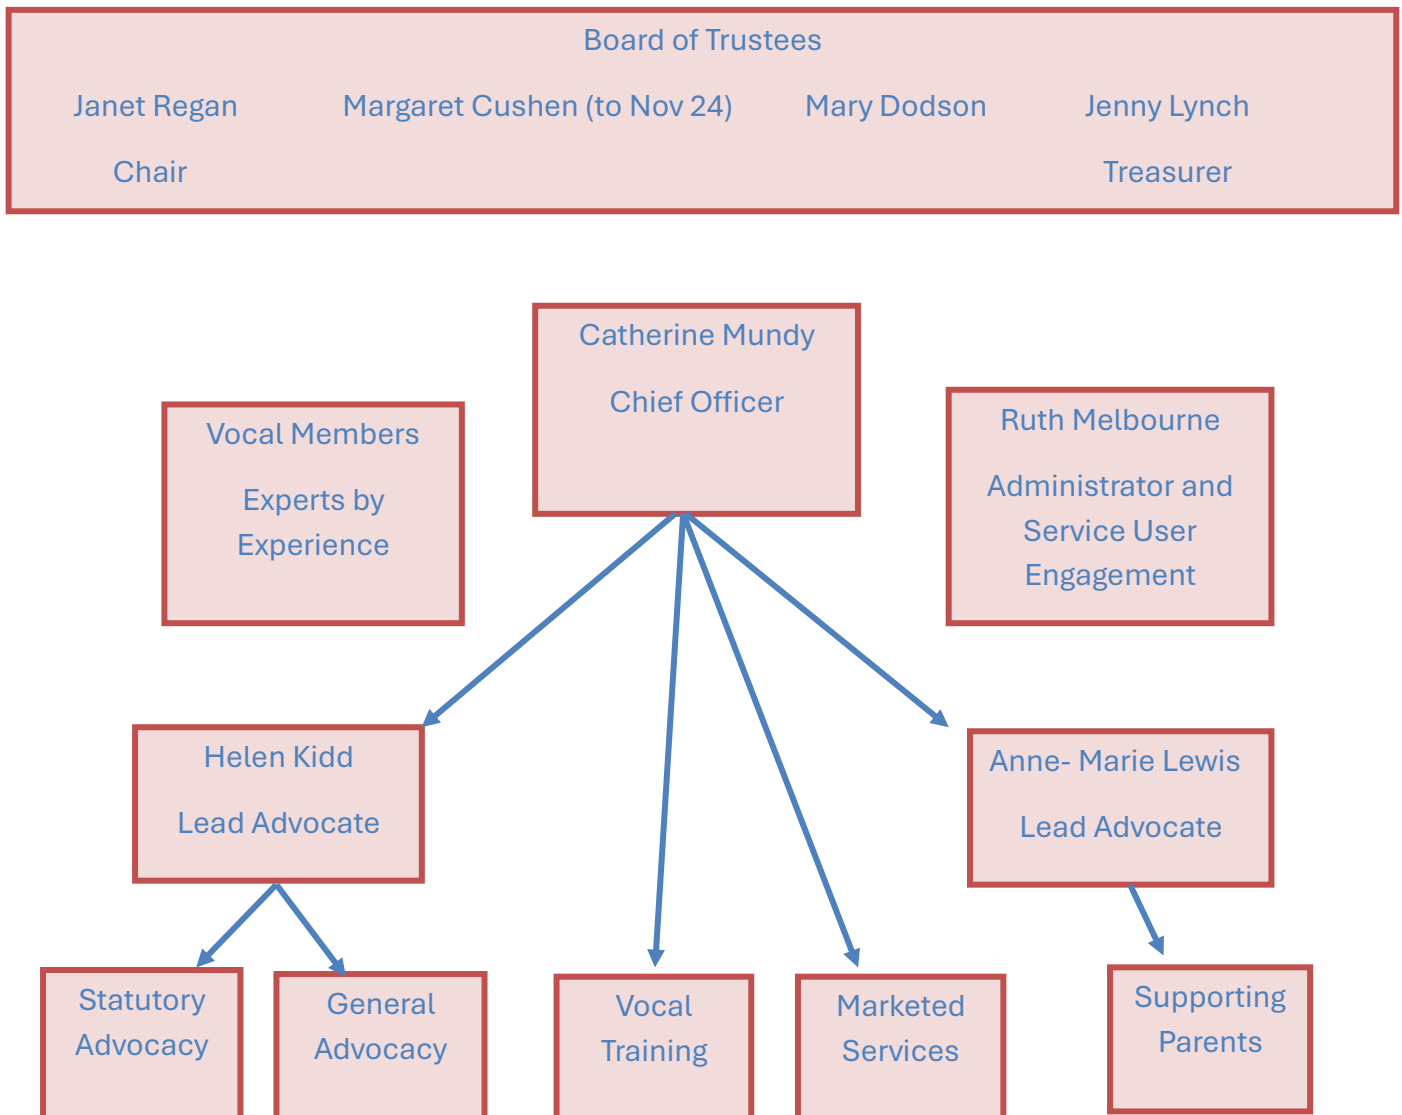 Board of Trustees
Janet Regan Margaret Cushen (to Nov 24) Mary Dodson Jenny Lynch
Chair Treasurer
Catherine Mundy
Chief Officer
Vocal Members
Experts by
Experience
Ruth Melbourne
Administrator and
Service User
Engagement
Helen Kidd
Lead Advocate
Anne- Marie Lewis
Lead Advocate
Statutory
Advocacy
General
Advocacy
Vocal
Training
Marketed
Services
Supporting
Parents